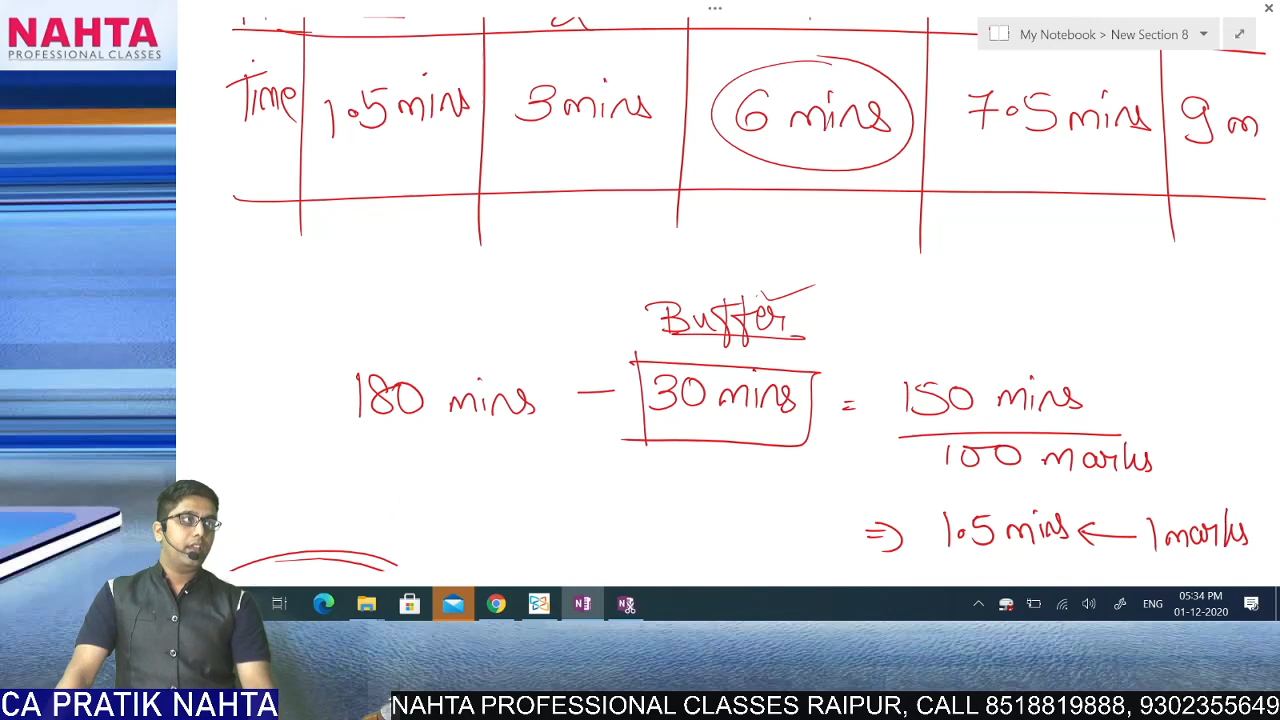 NAHTA
PROFESSIONAL CLASSES
My Notebook > New Section 8
Time 1.5 mins 3 mins 6 mins 7.5 mins 9 m
Buffer
180 mins — 30 mins = 150 mins
100 marks
⇒ 1.5 mins ← 1 marks
ENG
05:34 PM
01-12-2020
CA PRATIK NAHTA
NAHTA PROFESSIONAL CLASSES RAIPUR, CALL 8518819888, 9302355649